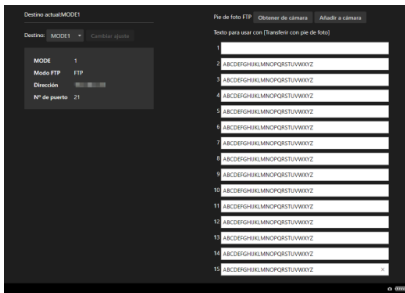 Destino actual:MODE1
Destino: MODE1 Cambiar ajuste
MODE 1
Modo FTP FTP
Dirección
Nº de puerto 21
Pie de foto FTP Obtener de cámara Añadir a cámara
Texto para usar con [Transferir con pie de foto]
1
2 ABCDEFGHIJKLMNOPQRSTUVWXYZ
3 ABCDEFGHIJKLMNOPQRSTUVWXYZ
4 ABCDEFGHIJKLMNOPQRSTUVWXYZ
5 ABCDEFGHIJKLMNOPQRSTUVWXYZ
6 ABCDEFGHIJKLMNOPQRSTUVWXYZ
7 ABCDEFGHIJKLMNOPQRSTUVWXYZ
8 ABCDEFGHIJKLMNOPQRSTUVWXYZ
9 ABCDEFGHIJKLMNOPQRSTUVWXYZ
10 ABCDEFGHIJKLMNOPQRSTUVWXYZ
11 ABCDEFGHIJKLMNOPQRSTUVWXYZ
12 ABCDEFGHIJKLMNOPQRSTUVWXYZ
13 ABCDEFGHIJKLMNOPQRSTUVWXYZ
14 ABCDEFGHIJKLMNOPQRSTUVWXYZ
15 ABCDEFGHIJKLMNOPQRSTUVWXYZ